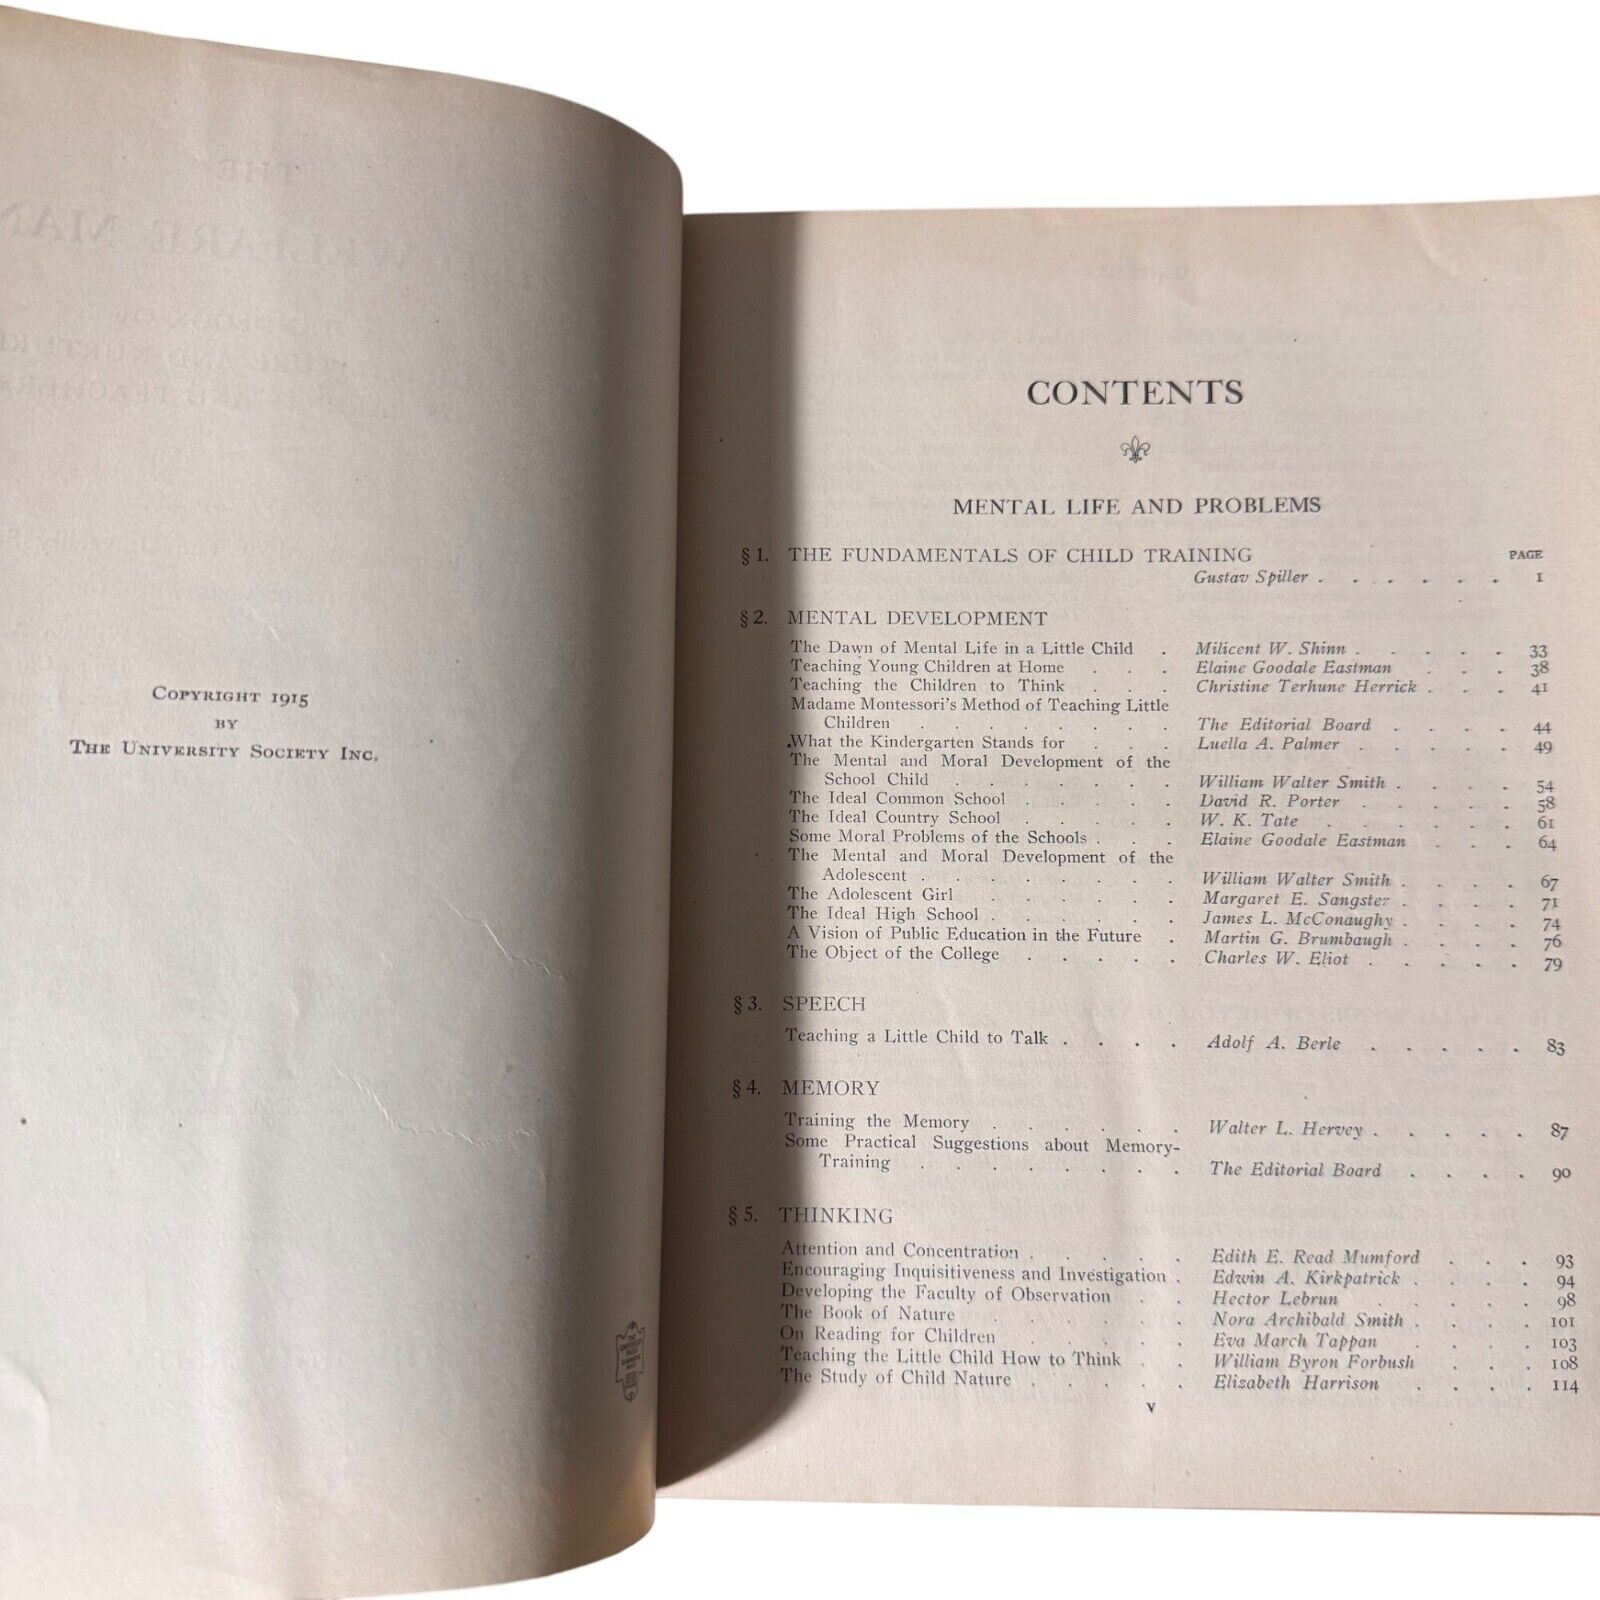 COPYRIGHT 1915
BY
THE UNIVERSITY SOCIETY INC.
CONTENTS
MENTAL LIFE AND PROBLEMS
§ 1. THE FUNDAMENTALS OF CHILD TRAINING PAGE
Gustav Spiller . . . . . . 1
§ 2. MENTAL DEVELOPMENT
The Dawn of Mental Life in a Little Child . Milicent W. Shinn . . . . . 33
Teaching Young Children at Home . . . Elaine Goodale Eastman . . . 38
Teaching the Children to Think . . . Christine Terhune Herrick . . . 41
Madame Montessori's Method of Teaching Little
Children . . . . . . . The Editorial Board . . . . 44
What the Kindergarten Stands for . . . Luella A. Palmer . . . . . 49
The Mental and Moral Development of the
School Child . . . . . . William Walter Smith . . . . 54
The Ideal Common School . . . . . David R. Porter . . . . . 58
The Ideal Country School . . . . . W. K. Tate . . . . . . 61
Some Moral Problems of the Schools . . . Elaine Goodale Eastman . . . 64
The Mental and Moral Development of the
Adolescent . . . . . . . William Walter Smith . . . . 67
The Adolescent Girl . . . . . . Margaret E. Sangster . . . . 71
The Ideal High School . . . . . . James L. McConaughy . . . . 74
A Vision of Public Education in the Future . Martin G. Brumbaugh . . . . 76
The Object of the College . . . . . Charles W. Eliot . . . . . 79
§ 3. SPEECH
Teaching a Little Child to Talk . . . . Adolf A. Berle . . . . . 83
§ 4. MEMORY
Training the Memory . . . . . . Walter L. Hervey . . . . . 87
Some Practical Suggestions about Memory-
Training . . . . . . . The Editorial Board . . . . 90
§ 5. THINKING
Attention and Concentration . . . . . Edith E. Read Mumford . . . 93
Encouraging Inquisitiveness and Investigation . Edwin A. Kirkpatrick . . . . 94
Developing the Faculty of Observation . . Hector Lebrun . . . . . 98
The Book of Nature . . . . . . Nora Archibald Smith . . . . 101
On Reading for Children . . . . . Eva March Tappan . . . . 103
Teaching the Little Child How to Think . . William Byron Forbush . . . 108
The Study of Child Nature . . . . . Elizabeth Harrison . . . . 114
v